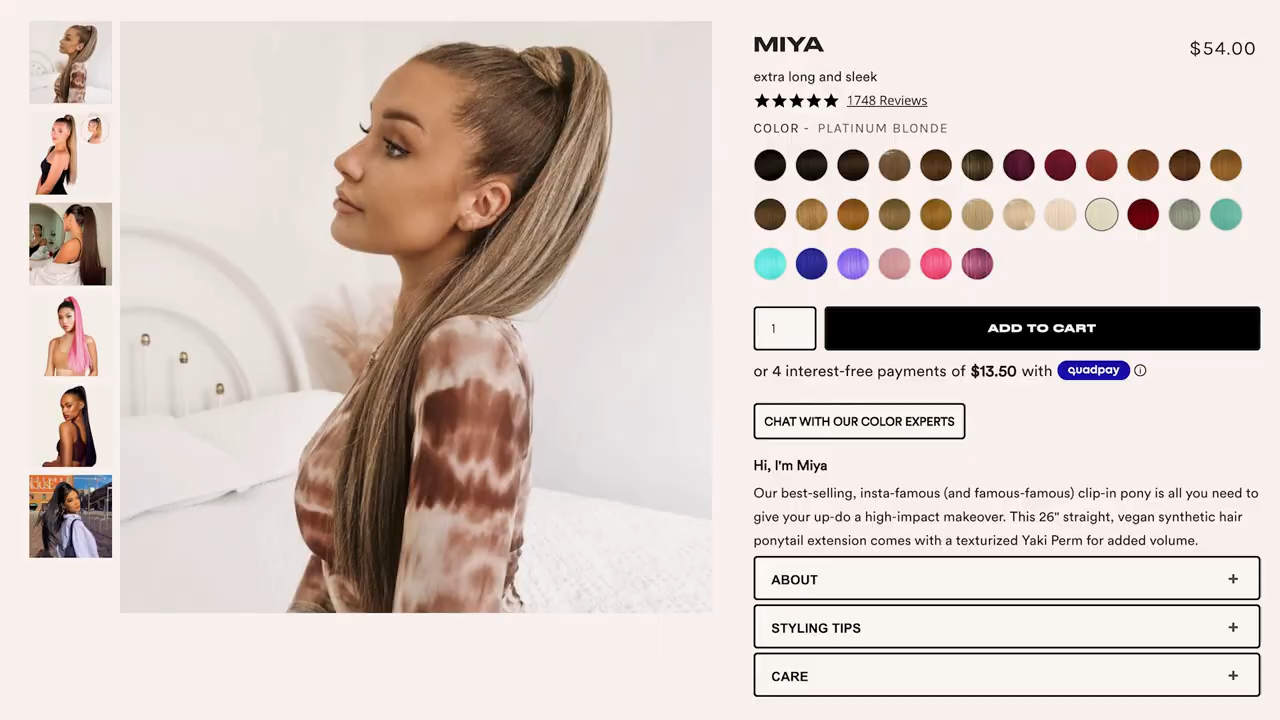 MIYA
$54.00
extra long and sleek
1748 Reviews
COLOR - PLATINUM BLONDE
1
ADD TO CART
or 4 interest-free payments of $13.50 with quadpay
CHAT WITH OUR COLOR EXPERTS
Hi, I'm Miya
Our best-selling, insta-famous (and famous-famous) clip-in pony is all you need to
give your up-do a high-impact makeover. This 26" straight, vegan synthetic hair
ponytail extension comes with a texturized Yaki Perm for added volume.
ABOUT +
STYLING TIPS +
CARE +